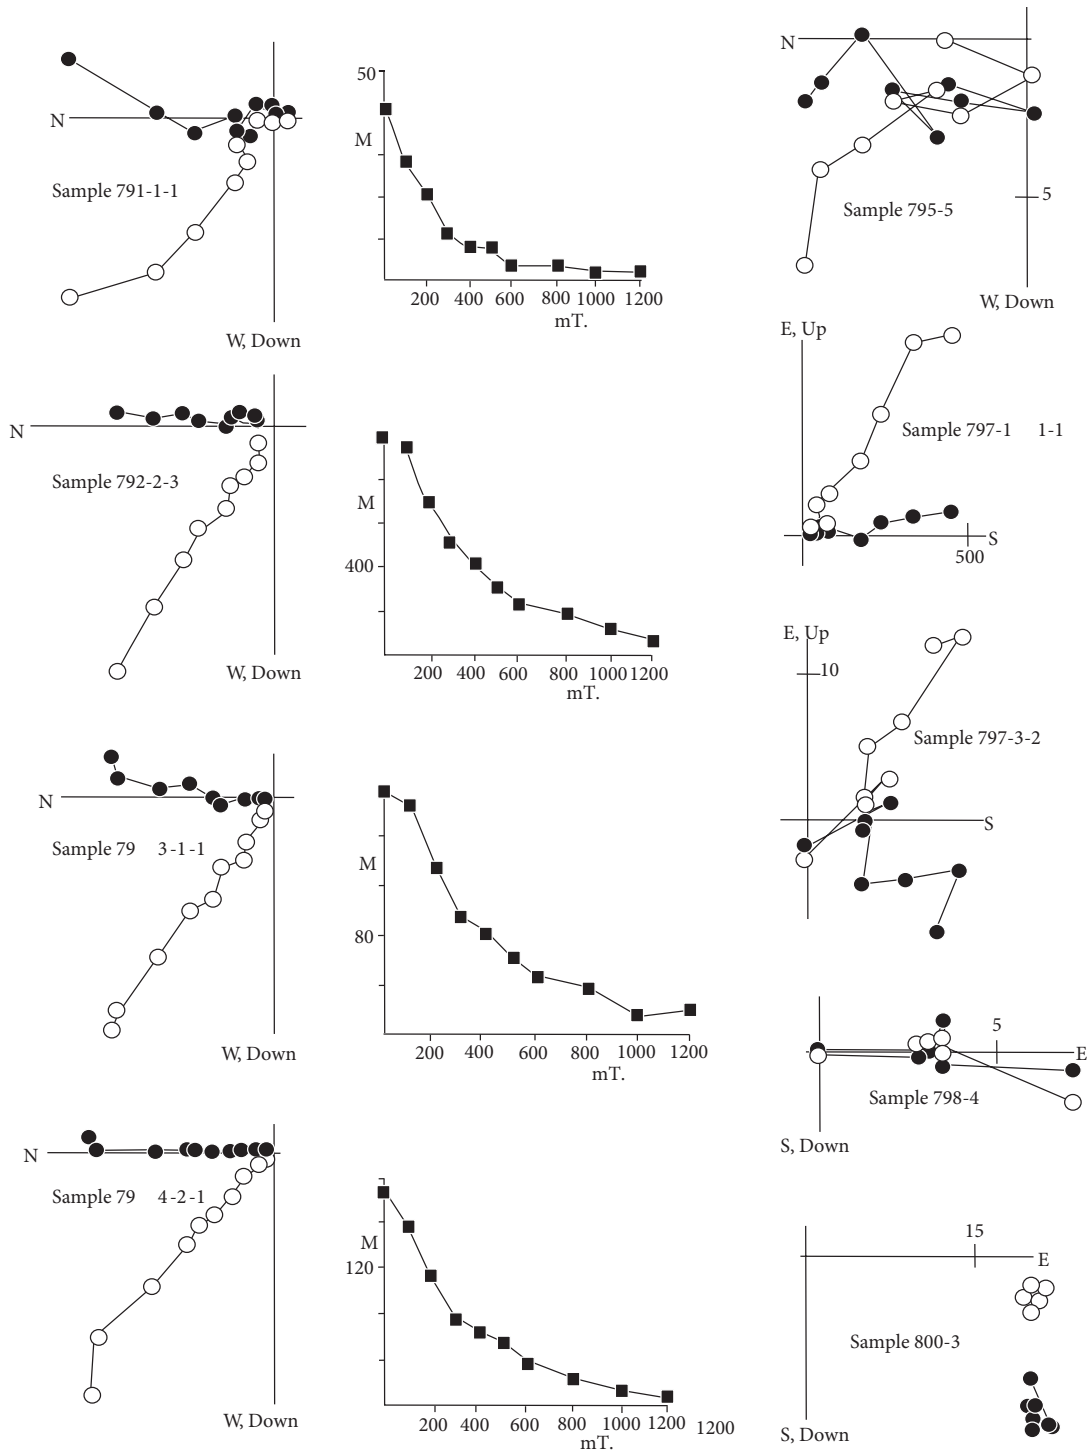 N
Sample 791-1-1
W, Down
50
M
200 400 600 800 1000 1200
mT.
N
Sample 792-2-3
W, Down
M
400
200 400 600 800 1000 1200
mT.
N
Sample 79 3-1-1
W, Down
M
80
200 400 600 800 1000 1200
mT.
N
Sample 79 4-2-1
W, Down
M
120
200 400 600 800 1000 1200 1200
mT.
N
5
Sample 795-5
W, Down
E, Up
Sample 797-1 1-1
S
500
E, Up
10
Sample 797-3-2
S
5
E
Sample 798-4
S, Down
15
E
Sample 800-3
S, Down